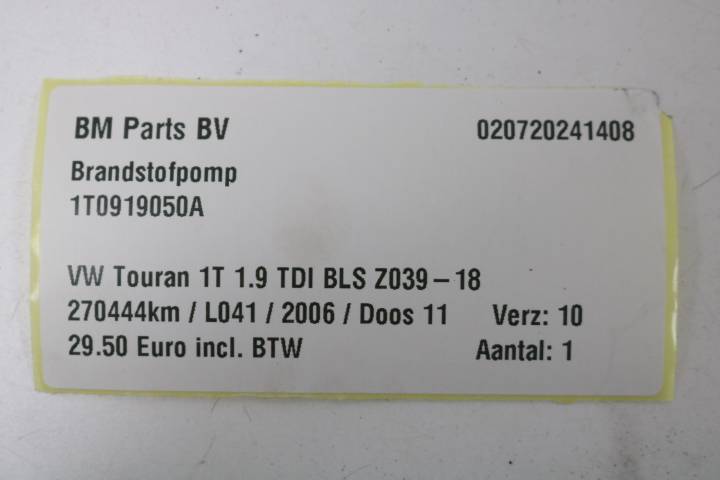 BM Parts BV 020720241408
Brandstofpomp
1T0919050A
VW Touran 1T 1.9 TDI BLS Z039-18
270444km / L041 / 2006 / Doos 11 Verz: 10
29.50 Euro incl. BTW Aantal: 1